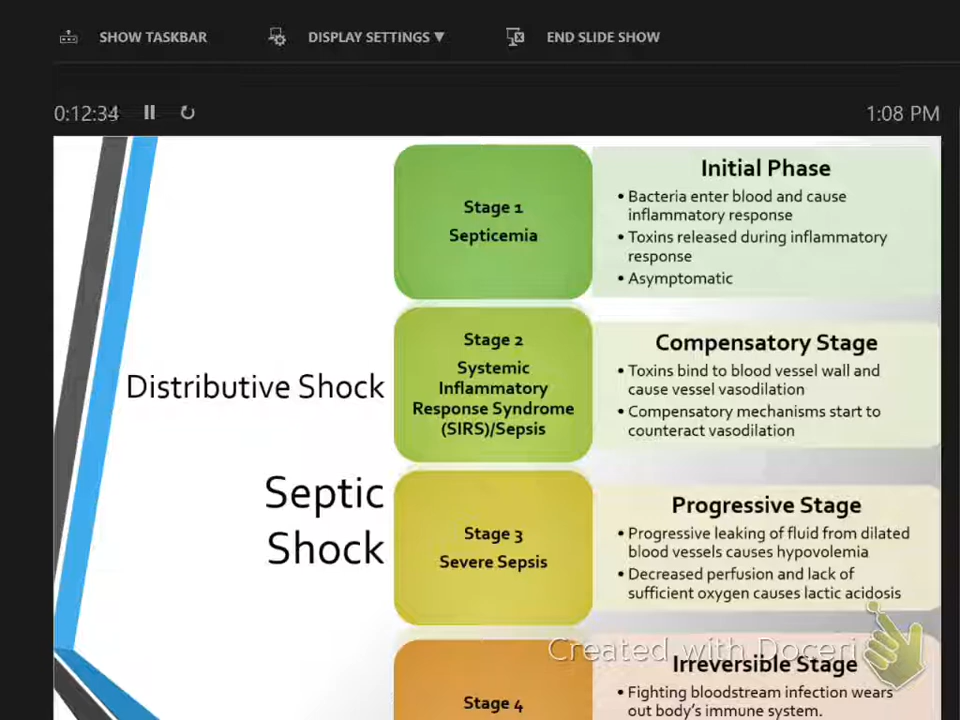 SHOW TASKBAR
DISPLAY SETTINGS ▼
END SLIDE SHOW
0:12:34
1:08 PM
Distributive Shock
Septic
Shock
Stage 1
Septicemia
Initial Phase
• Bacteria enter blood and cause
inflammatory response
• Toxins released during inflammatory
response
• Asymptomatic
Stage 2
Systemic
Inflammatory
Response Syndrome
(SIRS)/Sepsis
Compensatory Stage
• Toxins bind to blood vessel wall and
cause vessel vasodilation
• Compensatory mechanisms start to
counteract vasodilation
Stage 3
Severe Sepsis
Progressive Stage
• Progressive leaking of fluid from dilated
blood vessels causes hypovolemia
• Decreased perfusion and lack of
sufficient oxygen causes lactic acidosis
Created with Doceri
Stage 4
Irreversible Stage
• Fighting bloodstream infection wears
out body's immune system.